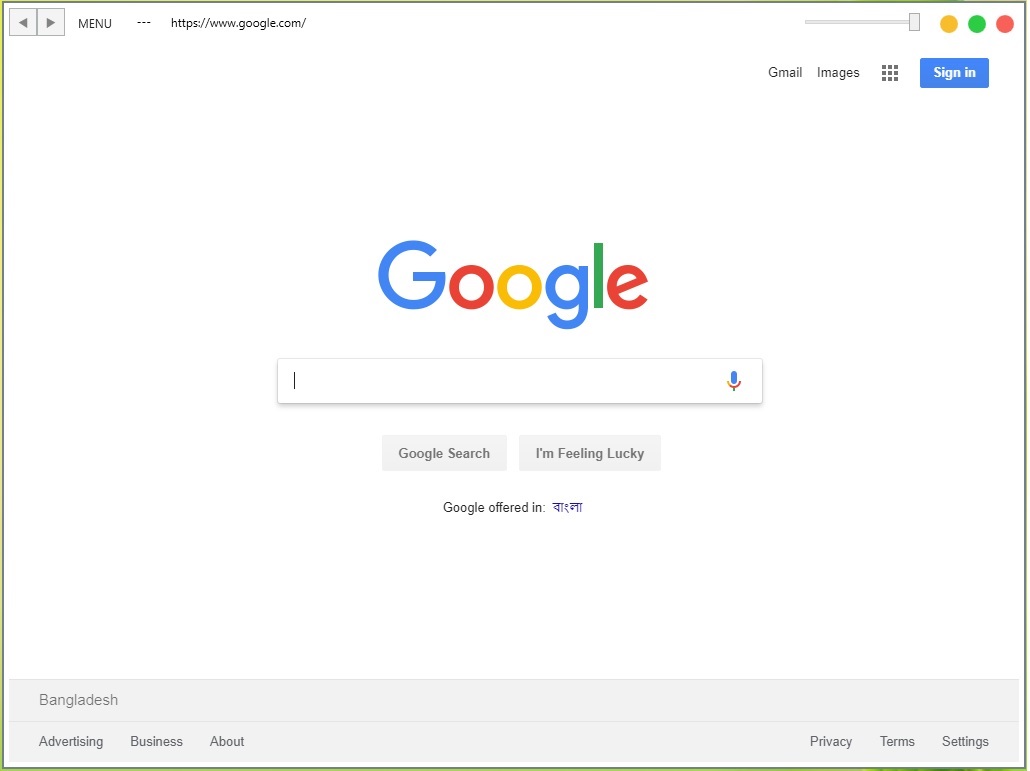 MENU --- https://www.google.com/
Gmail Images Sign in
Google
Google Search I'm Feeling Lucky
Google offered in: বাংলা
Bangladesh
Advertising Business About Privacy Terms Settings